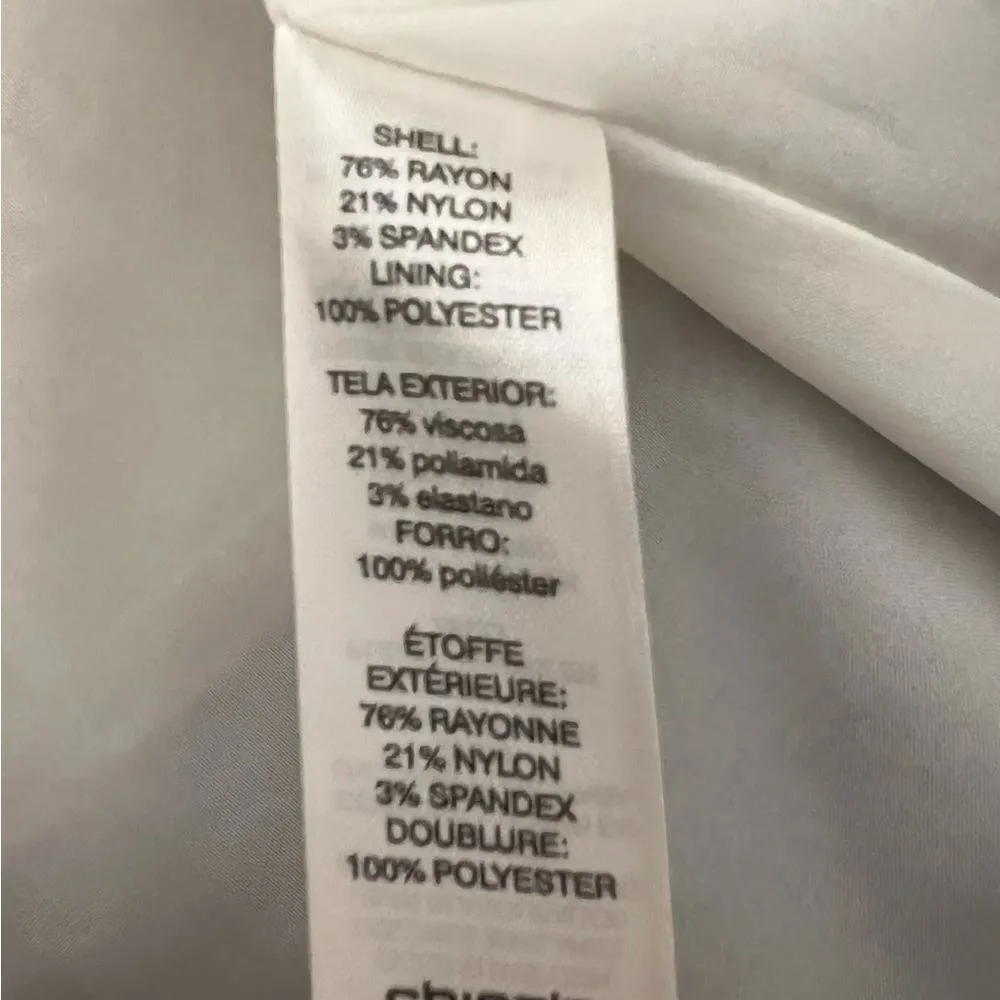 SHELL:
76% RAYON
21% NYLON
3% SPANDEX
LINING:
100% POLYESTER
TELA EXTERIOR:
76% viscosa
21% poliamida
3% elastano
FORRO:
100% poliéster
ÉTOFFE
EXTÉRIEURE:
76% RAYONNE
21% NYLON
3% SPANDEX
DOUBLURE:
100% POLYESTER